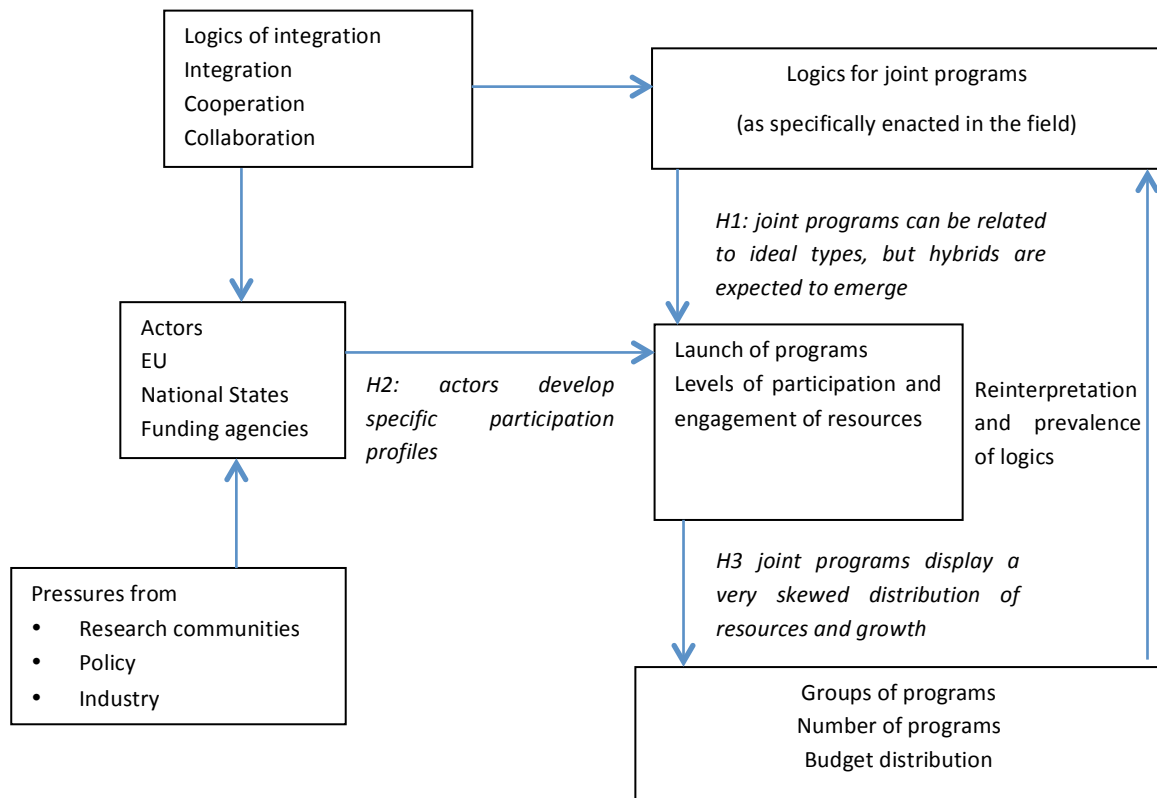 Logics of integration
Integration
Cooperation
Collaboration
Logics for joint programs
(as specifically enacted in the field)
H1: joint programs can be related
to ideal types, but hybrids are
expected to emerge
Actors
EU
National States
Funding agencies
H2: actors develop
specific participation
profiles
Launch of programs
Levels of participation and
engagement of resources
Reinterpretation
and prevalence
of logics
Pressures from
• Research communities
• Policy
• Industry
H3 joint programs display a
very skewed distribution of
resources and growth
Groups of programs
Number of programs
Budget distribution